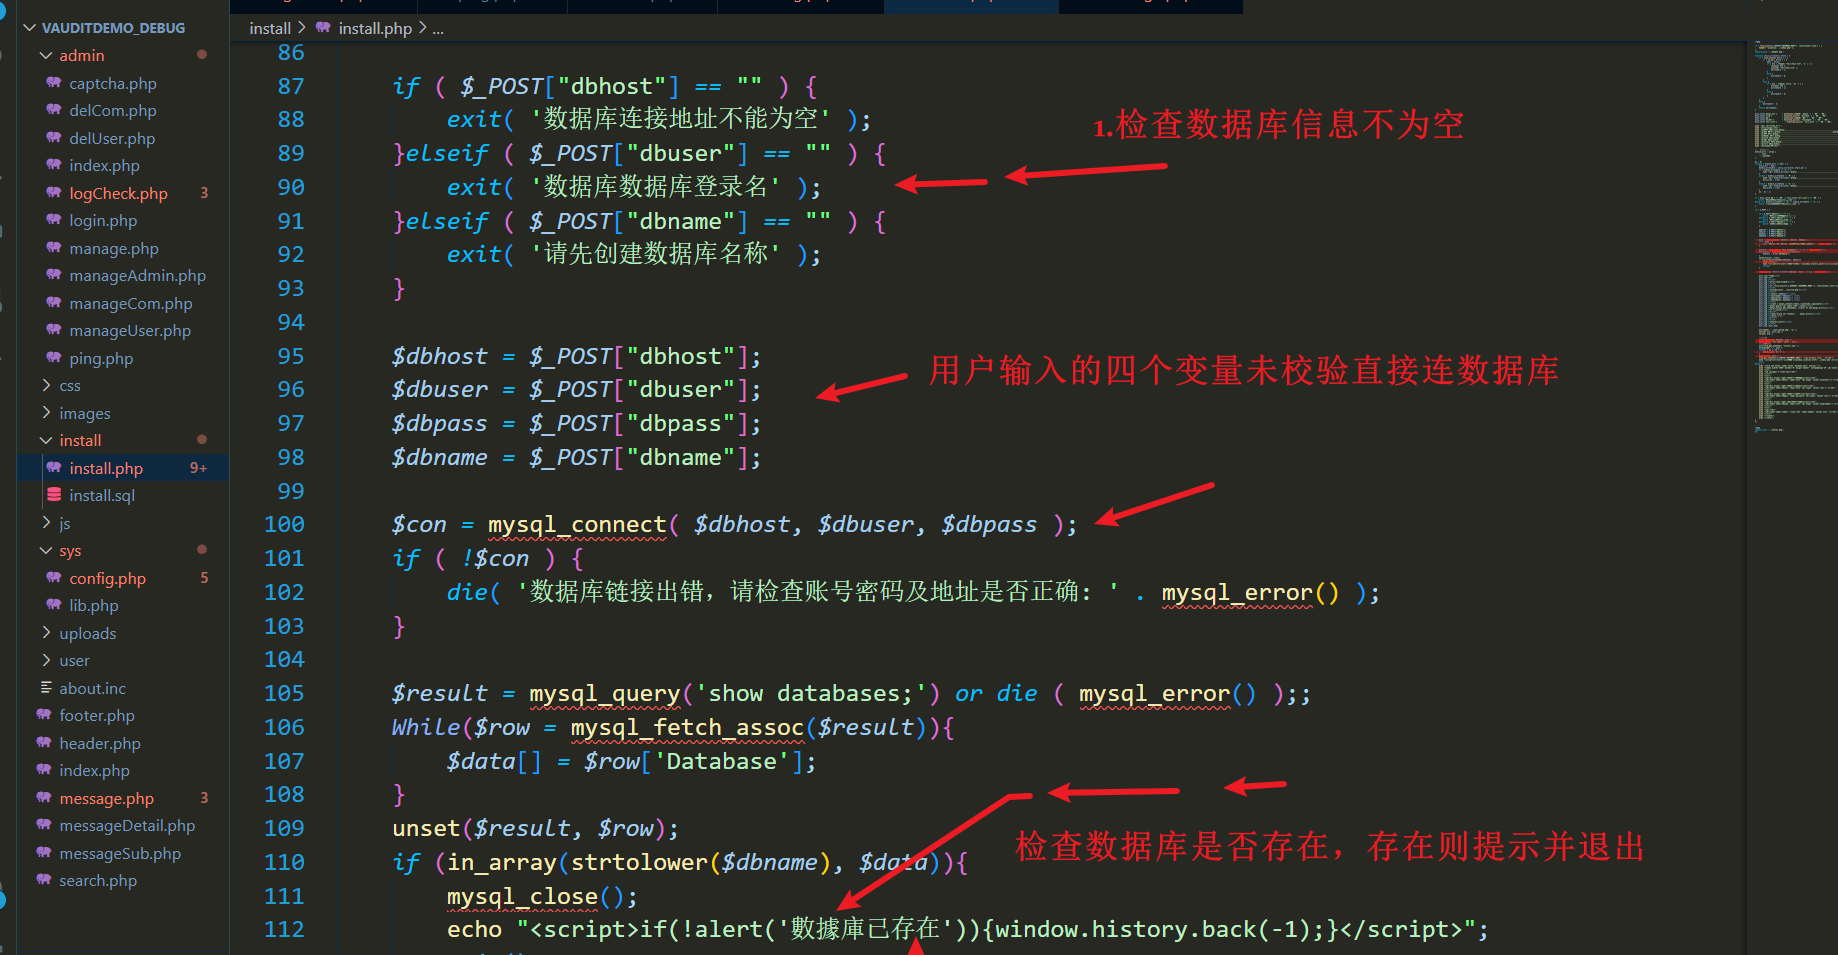 VAUDITDEMO_DEBUG
admin
captcha.php
delCom.php
delUser.php
index.php
logCheck.php 3
login.php
manage.php
manageAdmin.php
manageCom.php
manageUser.php
ping.php
css
images
install
install.php 9+
install.sql
js
sys
config.php 5
lib.php
uploads
user
about.inc
footer.php
header.php
index.php
message.php 3
messageDetail.php
messageSub.php
search.php
install > install.php > ...
86
87 if ( $_POST["dbhost"] == "" ) {
88 exit( '数据库连接地址不能为空' );
89 }elseif ( $_POST["dbuser"] == "" ) {
90 exit( '数据库数据库登录名' );
91 }elseif ( $_POST["dbname"] == "" ) {
92 exit( '请先创建数据库名称' );
93 }
94
95 $dbhost = $_POST["dbhost"];
96 $dbuser = $_POST["dbuser"];
97 $dbpass = $_POST["dbpass"];
98 $dbname = $_POST["dbname"];
99
100 $con = mysql_connect( $dbhost, $dbuser, $dbpass );
101 if ( !$con ) {
102 die( '数据库链接出错，请检查账号密码及地址是否正确：' . mysql_error() );
103 }
104
105 $result = mysql_query('show databases;') or die ( mysql_error() );;
106 While($row = mysql_fetch_assoc($result)){
107 $data[] = $row['Database'];
108 }
109 unset($result, $row);
110 if (in_array(strtolower($dbname), $data)){
111 mysql_close();
112 echo "<script>if(!alert('數據庫已存在')){window.history.back(-1);}</script>";
1.检查数据库信息不为空
用户输入的四个变量未校验直接连数据库
检查数据库是否存在，存在则提示并退出